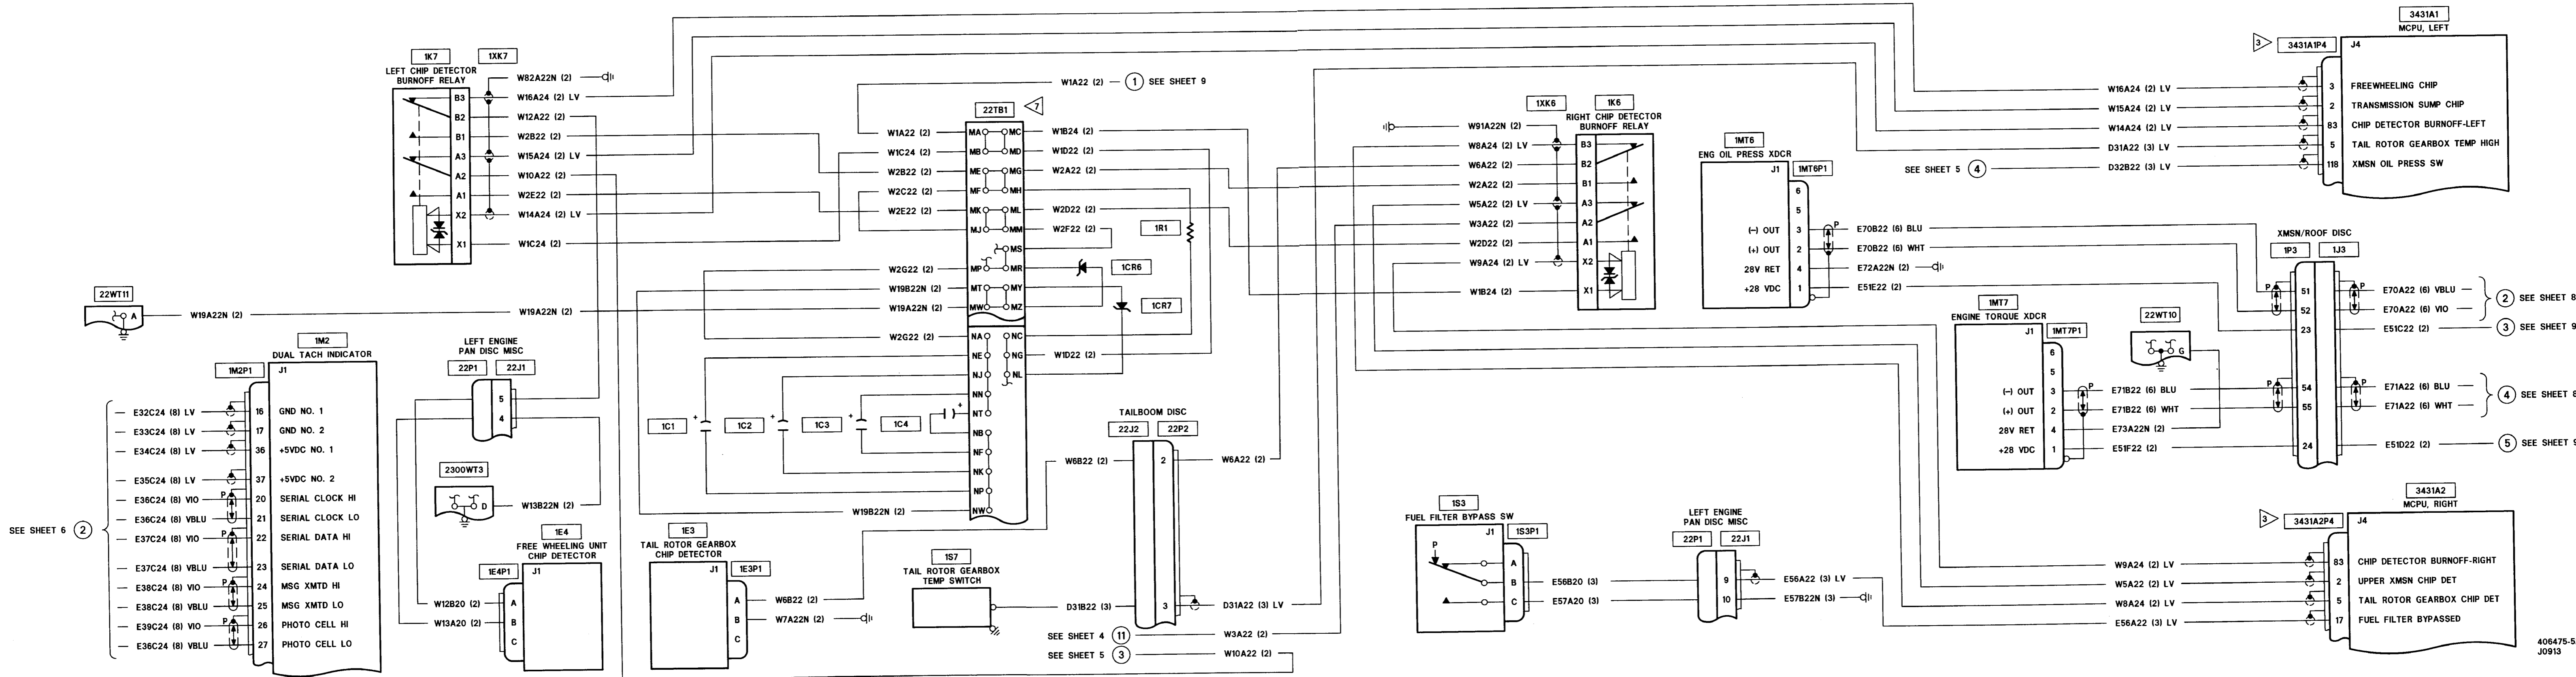 1K7
1XK7
LEFT CHIP DETECTOR
BURNOFF RELAY
B3
B2
B1
A3
A2
A1
X2
X1
W82A22N (2)
W16A24 (2) LV
W12A22 (2)
W2B22 (2)
W15A24 (2) LV
W10A22 (2)
W2E22 (2)
W14A24 (2) LV
W1C24 (2)
22WT11
A
W19A22N (2)
W19A22N (2)
1M2
DUAL TACH INDICATOR
1M2P1
J1
E32C24 (8) LV 16 GND NO. 1
E33C24 (8) LV 17 GND NO. 2
E34C24 (8) LV 36 +5VDC NO. 1
E35C24 (8) LV 37 +5VDC NO. 2
E36C24 (8) VIO P 20 SERIAL CLOCK HI
E36C24 (8) VBLU 21 SERIAL CLOCK LO
E37C24 (8) VIO P 22 SERIAL DATA HI
E37C24 (8) VBLU 23 SERIAL DATA LO
E38C24 (8) VIO P 24 MSG XMTD HI
E38C24 (8) VBLU 25 MSG XMTD LO
E39C24 (8) VIO P 26 PHOTO CELL HI
E36C24 (8) VBLU 27 PHOTO CELL LO
SEE SHEET 6 2
LEFT ENGINE
PAN DISC MISC
22P1
22J1
5
4
2300WT3
D
W13B22N (2)
1E4
FREE WHEELING UNIT
CHIP DETECTOR
1E4P1
J1
W12B20 (2) A
W13A20 (2) B
C
1E3
TAIL ROTOR GEARBOX
CHIP DETECTOR
J1
1E3P1
A W6B22 (2)
B W7A22N (2)
C
W1A22 (2) 1 SEE SHEET 9
22TB1
7
W1A22 (2) MA MC W1B24 (2)
W1C24 (2) MB MD W1D22 (2)
W2B22 (2) ME MG W2A22 (2)
W2C22 (2) MF MH
W2E22 (2) MK ML W2D22 (2)
MJ MM W2F22 (2)
MS
W2G22 (2) MP MR
W19B22N (2) MT MY
W19A22N (2) MW MZ
W2G22 (2) NA NC
NE NG W1D22 (2)
NJ NL
NN
NT
NB
NF
NK
NP
W19B22N (2) NW
1R1
1CR6
1CR7
1C1 +
1C2 +
1C3 +
1C4 +
TAILBOOM DISC
22J2
22P2
W6B22 (2) 2 W6A22 (2)
1S7
TAIL ROTOR GEARBOX
TEMP SWITCH
D31B22 (3) 3 D31A22 (3) LV
SEE SHEET 4 11 W3A22 (2)
SEE SHEET 5 3 W10A22 (2)
1XK6
1K6
RIGHT CHIP DETECTOR
BURNOFF RELAY
W91A22N (2)
W8A24 (2) LV B3
W6A22 (2) B2
W2A22 (2) B1
W5A22 (2) LV A3
W3A22 (2) A2
W2D22 (2) A1
W9A24 (2) LV X2
W1B24 (2) X1
1MT6
ENG OIL PRESS XDCR
J1
1MT6P1
6
5
(-) OUT 3 P E70B22 (6) BLU
(+) OUT 2 E70B22 (6) WHT
28V RET 4 E72A22N (2)
+28 VDC 1 E51E22 (2)
1MT7
ENGINE TORQUE XDCR
J1
1MT7P1
6
5
(-) OUT 3 P E71B22 (6) BLU
(+) OUT 2 E71B22 (6) WHT
28V RET 4 E73A22N (2)
+28 VDC 1 E51F22 (2)
22WT10
G
1S3
FUEL FILTER BYPASS SW
J1
1S3P1
P
A
B E56B20 (3)
C E57A20 (3)
LEFT ENGINE
PAN DISC MISC
22P1
22J1
9 E56A22 (3) LV
10 E57B22N (3)
3431A1
MCPU, LEFT
3
3431A1P4
J4
W16A24 (2) LV 3 FREEWHEELING CHIP
W15A24 (2) LV 2 TRANSMISSION SUMP CHIP
W14A24 (2) LV 83 CHIP DETECTOR BURNOFF-LEFT
D31A22 (3) LV 5 TAIL ROTOR GEARBOX TEMP HIGH
SEE SHEET 5 4 D32B22 (3) LV 118 XMSN OIL PRESS SW
XMSN/ROOF DISC
1P3
1J3
P 51 P E70A22 (6) VBLU
52 E70A22 (6) VIO
2 SEE SHEET 8
23 E51C22 (2) 3 SEE SHEET 9
P 54 P E71A22 (6) BLU
55 E71A22 (6) WHT
4 SEE SHEET 8
24 E51D22 (2) 5 SEE SHEET 9
3431A2
MCPU, RIGHT
3
3431A2P4
J4
W9A24 (2) LV 83 CHIP DETECTOR BURNOFF-RIGHT
W5A22 (2) LV 2 UPPER XMSN CHIP DET
W8A24 (2) LV 5 TAIL ROTOR GEARBOX CHIP DET
E56A22 (3) LV 17 FUEL FILTER BYPASSED
406475-5
J0913